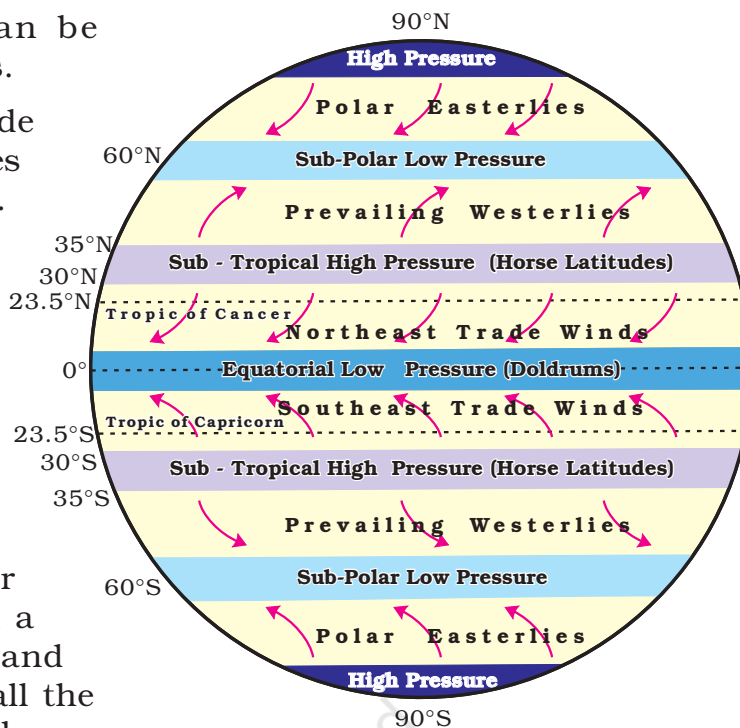 an be
s.
de
es
.
r
a
and
all the
90°N
High Pressure
Polar Easterlies
60°N
Sub-Polar Low Pressure
Prevailing Westerlies
35°N
Sub - Tropical High Pressure (Horse Latitudes)
30°N
23.5°N
Tropic of Cancer
Northeast Trade Winds
0°
Equatorial Low Pressure (Doldrums)
Southeast Trade Winds
Tropic of Capricorn
23.5°S
30°S
Sub - Tropical High Pressure (Horse Latitudes)
35°S
Prevailing Westerlies
60°S
Sub-Polar Low Pressure
Polar Easterlies
High Pressure
90°S